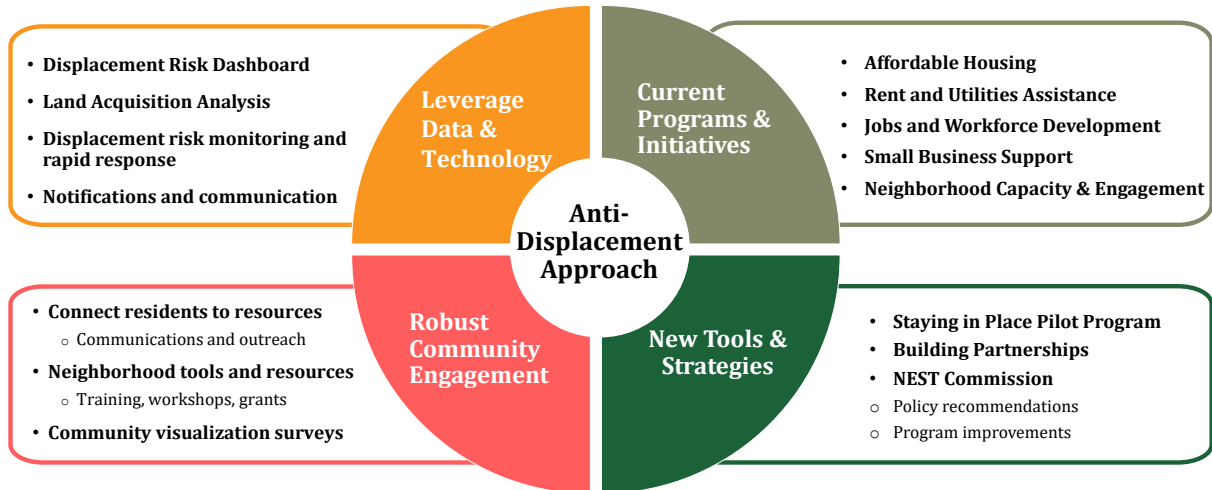 • Displacement Risk Dashboard
• Land Acquisition Analysis
• Displacement risk monitoring and
rapid response
• Notifications and communication
Leverage
Data &
Technology
Current
Programs &
Initiatives
• Affordable Housing
• Rent and Utilities Assistance
• Jobs and Workforce Development
• Small Business Support
• Neighborhood Capacity & Engagement
Anti-
Displacement
Approach
• Connect residents to resources
o Communications and outreach
• Neighborhood tools and resources
o Training, workshops, grants
• Community visualization surveys
Robust
Community
Engagement
New Tools &
Strategies
• Staying in Place Pilot Program
• Building Partnerships
• NEST Commission
o Policy recommendations
o Program improvements